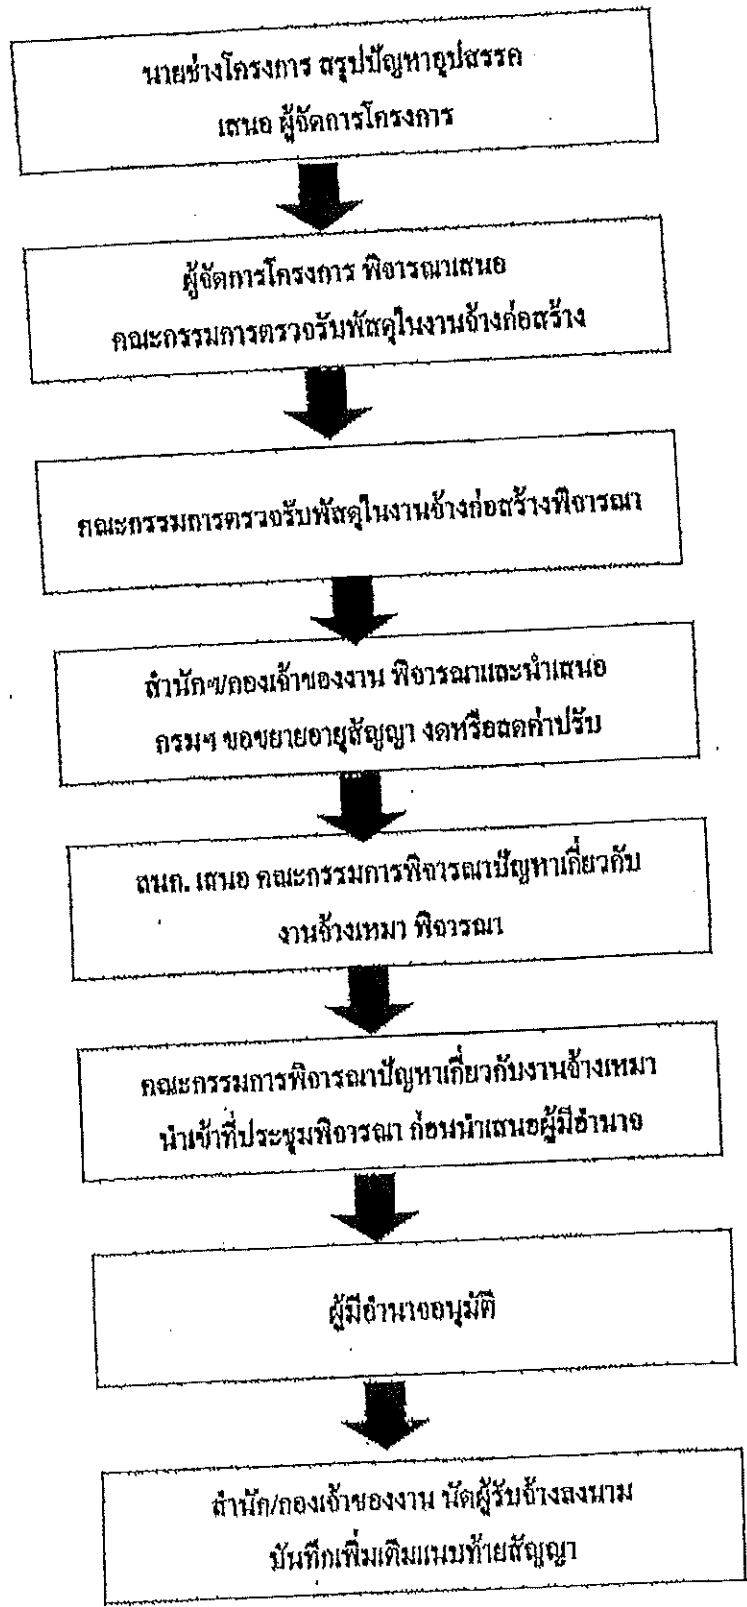 นายช่างโครงการ สรุปปัญหาอุปสรรค
เสนอ ผู้จัดการโครงการ
ผู้จัดการโครงการ พิจารณาเสนอ
คณะกรรมการตรวจรับพัสดุในงานจ้างก่อสร้าง
คณะกรรมการตรวจรับพัสดุในงานจ้างก่อสร้างพิจารณา
สำนักฯ/กองเจ้าของงาน พิจารณาและนำเสนอ
กรมฯ ขอขยายอายุสัญญา งดหรือลดค่าปรับ
สนก. เสนอ คณะกรรมการพิจารณาปัญหาเกี่ยวกับ
งานจ้างเหมา พิจารณา
คณะกรรมการพิจารณาปัญหาเกี่ยวกับงานจ้างเหมา
นำเข้าที่ประชุมพิจารณา ก่อนนำเสนอผู้มีอำนาจ
ผู้มีอำนาจอนุมัติ
สำนัก/กองเจ้าของงาน นัดผู้รับจ้างลงนาม
บันทึกเพิ่มเติมแนบท้ายสัญญา